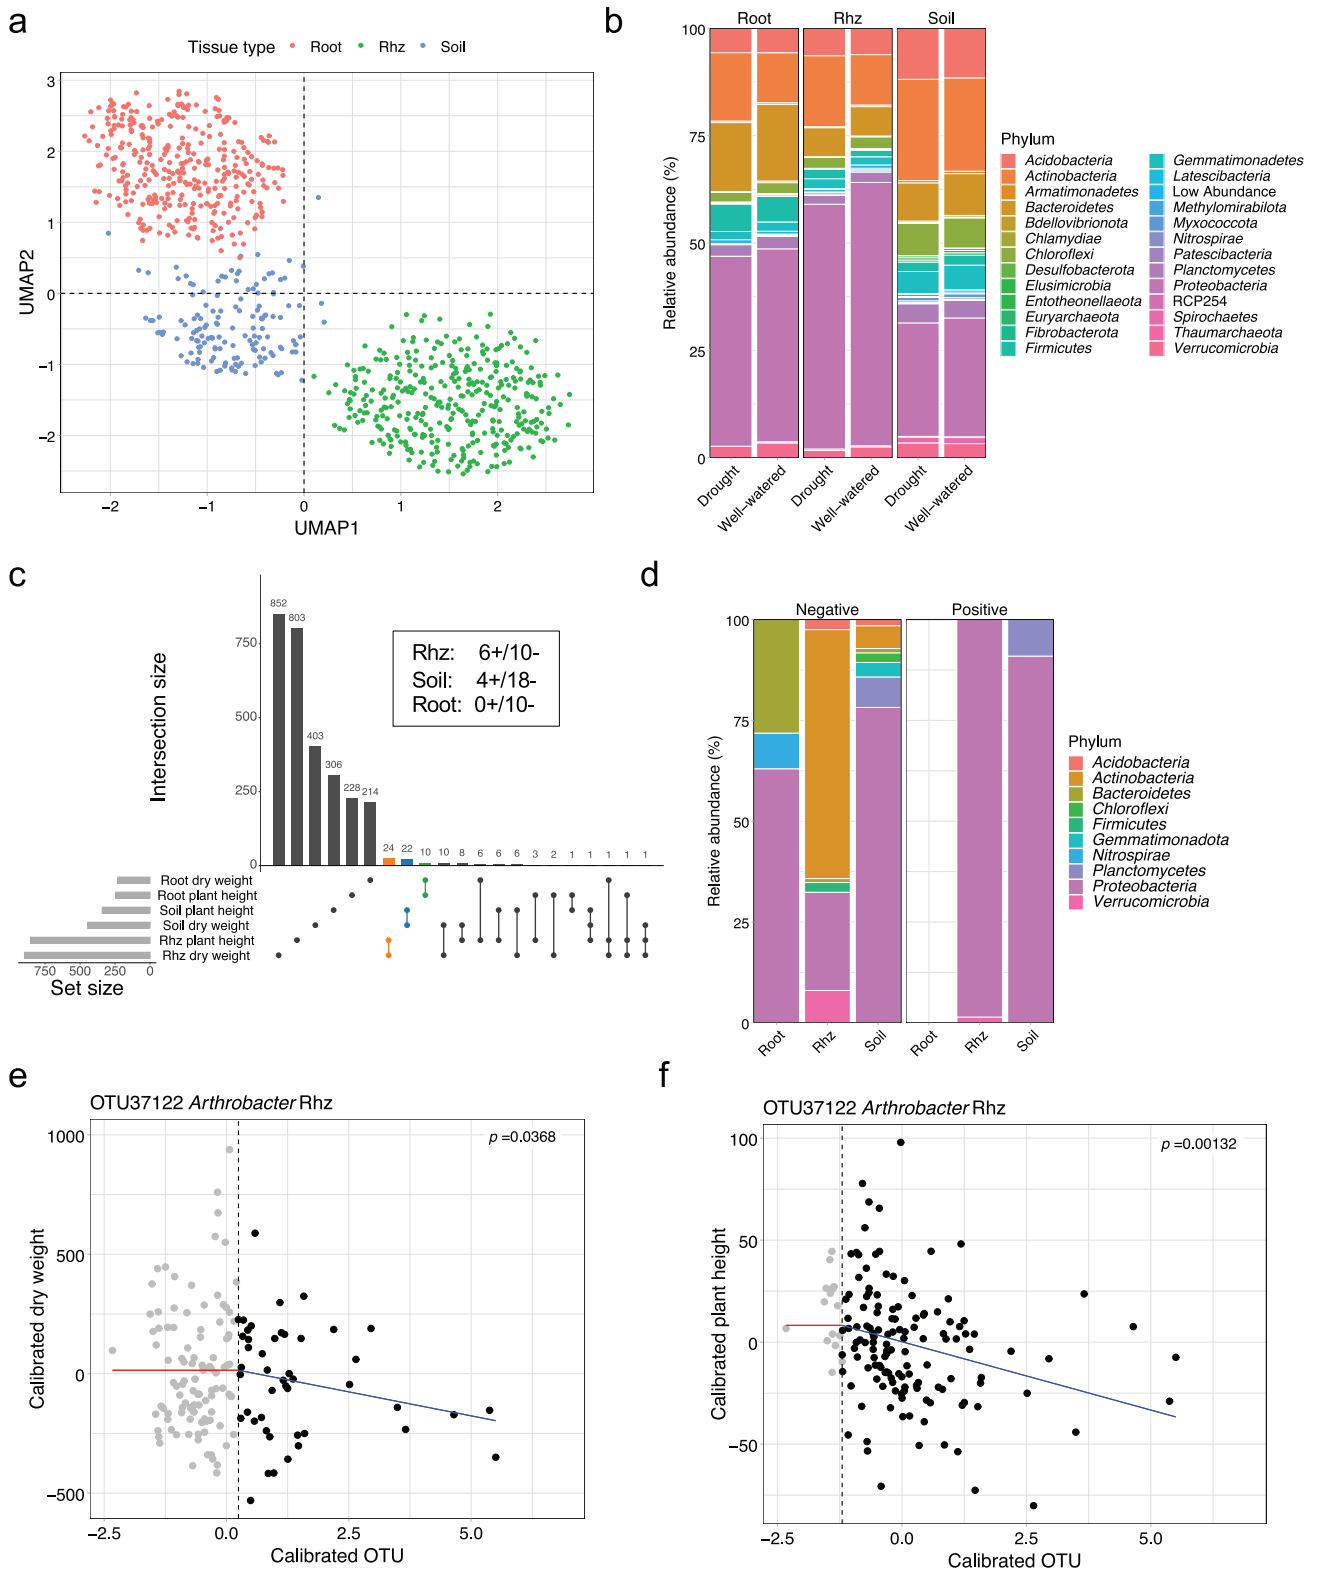 a
Tissue type Root Rhz Soil
3
2
1
0
−1
−2
UMAP2
−2 −1 0 1 2
UMAP1
b
Root Rhz Soil
100
75
50
25
0
Relative abundance (%)
Drought
Well−watered
Drought
Well−watered
Drought
Well−watered
Phylum
Acidobacteria
Actinobacteria
Armatimonadetes
Bacteroidetes
Bdellovibrionota
Chlamydiae
Chloroflexi
Desulfobacterota
Elusimicrobia
Entotheonellaeota
Euryarchaeota
Fibrobacterota
Firmicutes
Gemmatimonadetes
Latescibacteria
Low Abundance
Methylomirabilota
Myxococcota
Nitrospirae
Patescibacteria
Planctomycetes
Proteobacteria
RCP254
Spirochaetes
Thaumarchaeota
Verrucomicrobia
c
Intersection size
750
500
250
0
852 803 403 306 228 214 24 22 10 10 8 6 6 6 3 2 1 1 1 1 1
Rhz: 6+/10-
Soil: 4+/18-
Root: 0+/10-
Root dry weight
Root plant height
Soil plant height
Soil dry weight
Rhz plant height
Rhz dry weight
750 500 250 0
Set size
d
Negative Positive
100
75
50
25
0
Relative abundance (%)
Root
Rhz
Soil
Root
Rhz
Soil
Phylum
Acidobacteria
Actinobacteria
Bacteroidetes
Chloroflexi
Firmicutes
Gemmatimonadota
Nitrospirae
Planctomycetes
Proteobacteria
Verrucomicrobia
e
OTU37122 Arthrobacter Rhz
p =0.0368
1000
500
0
−500
Calibrated dry weight
−2.5 0.0 2.5 5.0
Calibrated OTU
f
OTU37122 Arthrobacter Rhz
p =0.00132
100
50
0
−50
Calibrated plant height
−2.5 0.0 2.5 5.0
Calibrated OTU